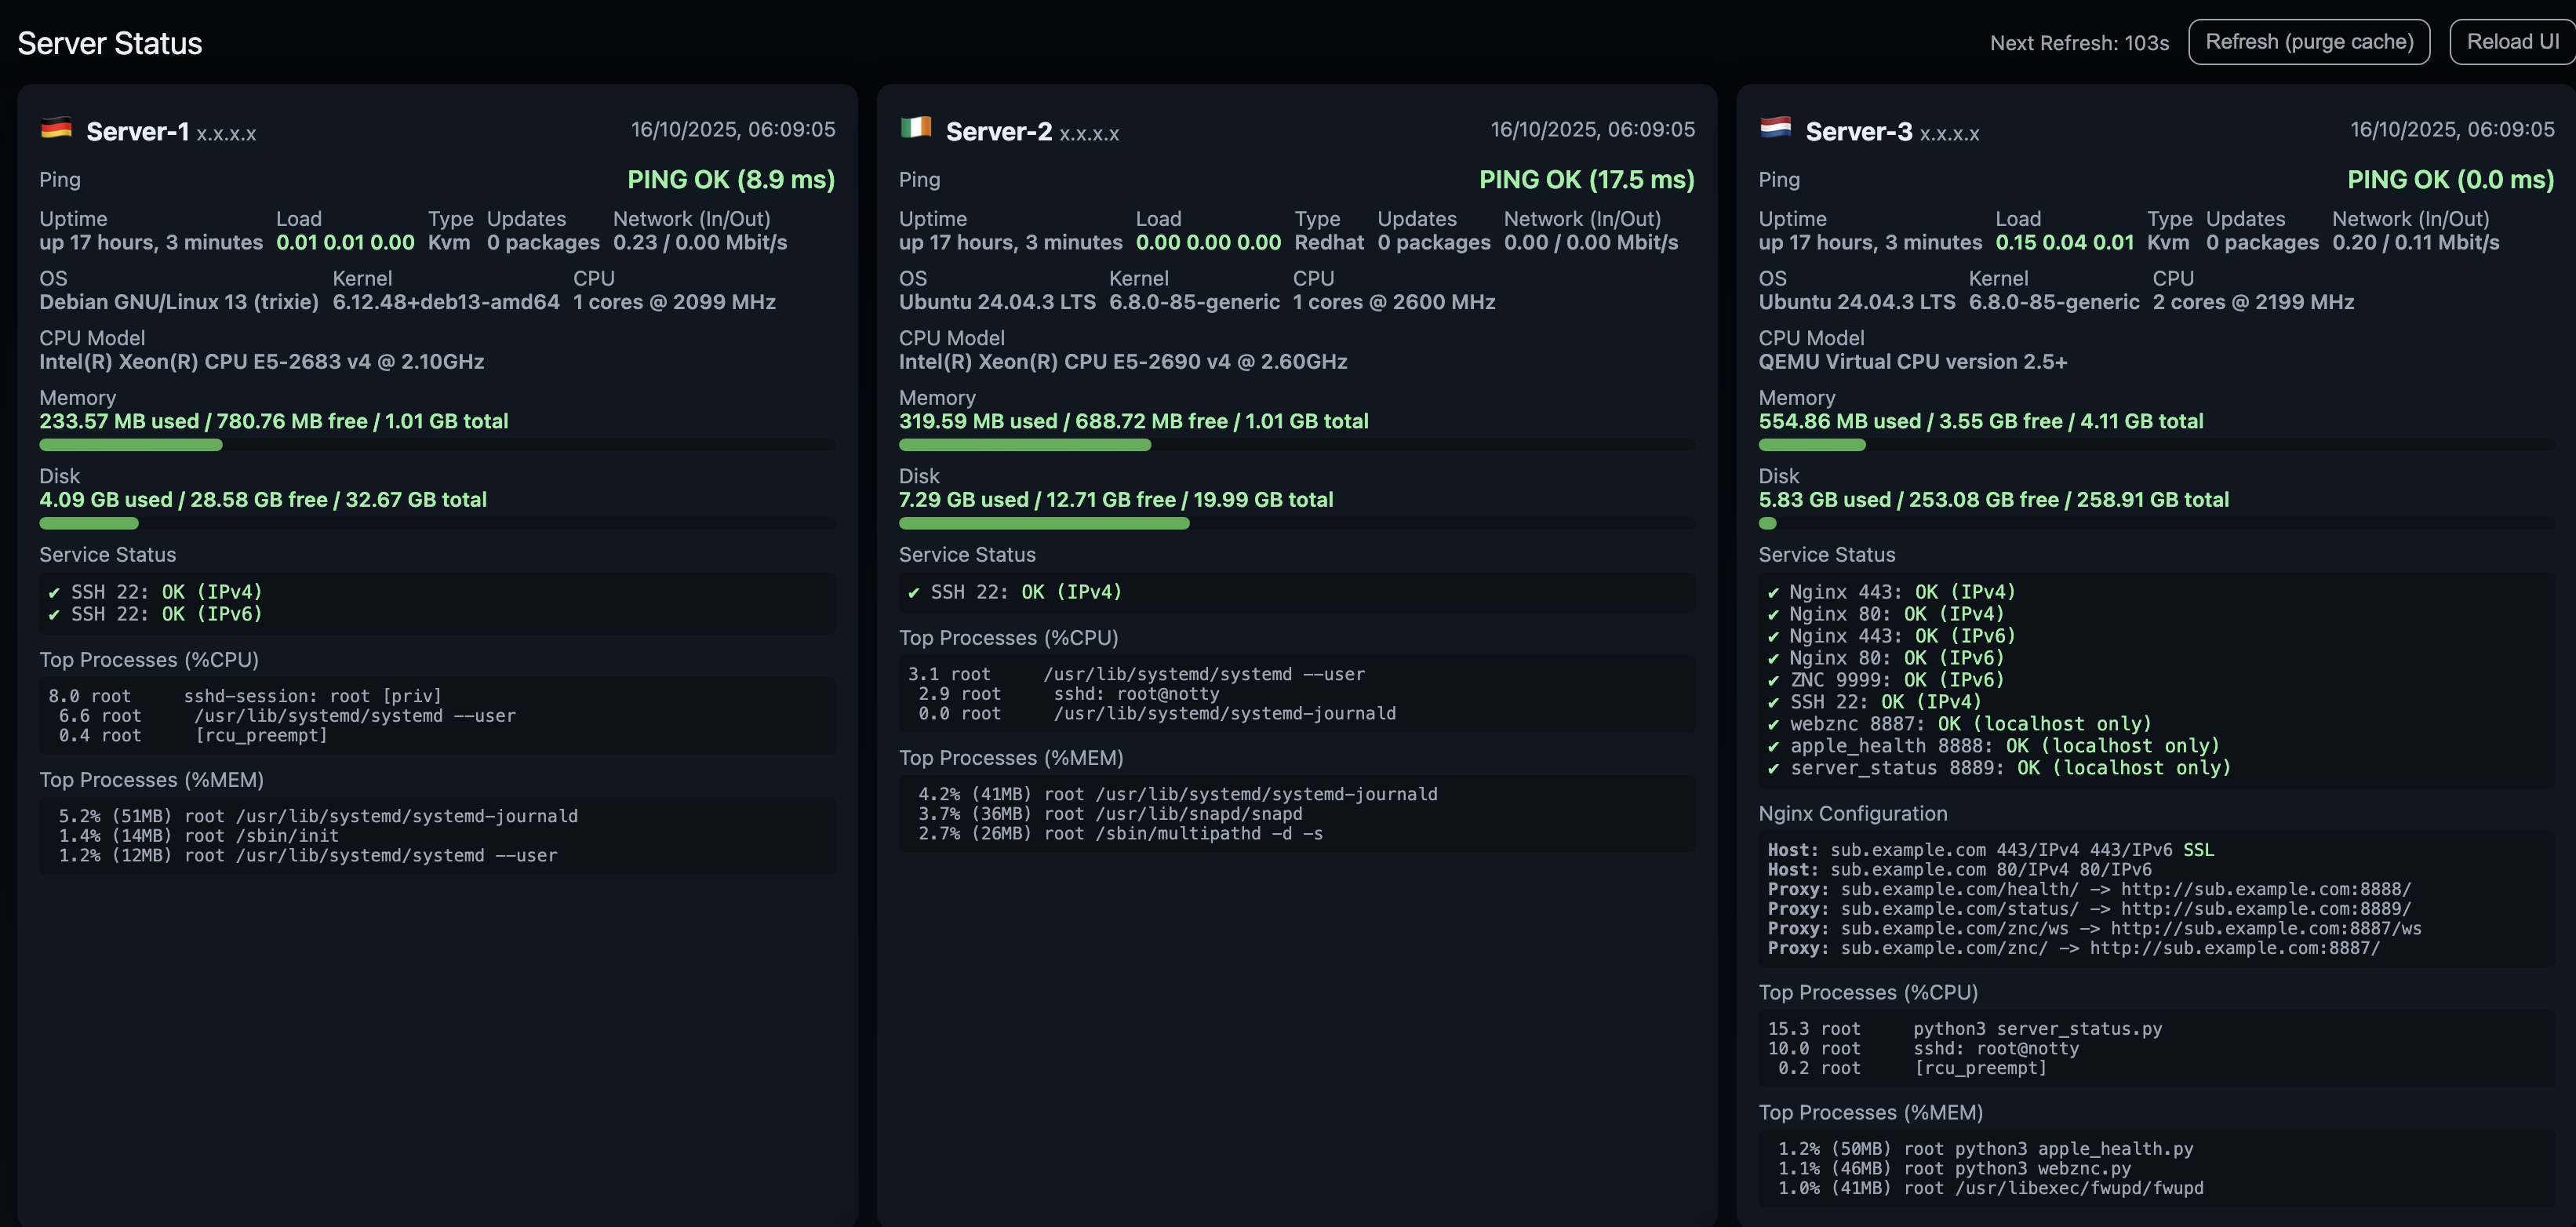 Server Status
Next Refresh: 103s
Refresh (purge cache)
Reload UI
Server-1 x.x.x.x
16/10/2025, 06:09:05
Ping
PING OK (8.9 ms)
Uptime Load Type Updates Network (In/Out)
up 17 hours, 3 minutes 0.01 0.01 0.00 Kvm 0 packages 0.23 / 0.00 Mbit/s
OS Kernel CPU
Debian GNU/Linux 13 (trixie) 6.12.48+deb13-amd64 1 cores @ 2099 MHz
CPU Model
Intel(R) Xeon(R) CPU E5-2683 v4 @ 2.10GHz
Memory
233.57 MB used / 780.76 MB free / 1.01 GB total
Disk
4.09 GB used / 28.58 GB free / 32.67 GB total
Service Status
✔ SSH 22: OK (IPv4)
✔ SSH 22: OK (IPv6)
Top Processes (%CPU)
8.0 root sshd-session: root [priv]
6.6 root /usr/lib/systemd/systemd --user
0.4 root [rcu_preempt]
Top Processes (%MEM)
5.2% (51MB) root /usr/lib/systemd/systemd-journald
1.4% (14MB) root /sbin/init
1.2% (12MB) root /usr/lib/systemd/systemd --user
Server-2 x.x.x.x
16/10/2025, 06:09:05
Ping
PING OK (17.5 ms)
Uptime Load Type Updates Network (In/Out)
up 17 hours, 3 minutes 0.00 0.00 0.00 Redhat 0 packages 0.00 / 0.00 Mbit/s
OS Kernel CPU
Ubuntu 24.04.3 LTS 6.8.0-85-generic 1 cores @ 2600 MHz
CPU Model
Intel(R) Xeon(R) CPU E5-2690 v4 @ 2.60GHz
Memory
319.59 MB used / 688.72 MB free / 1.01 GB total
Disk
7.29 GB used / 12.71 GB free / 19.99 GB total
Service Status
✔ SSH 22: OK (IPv4)
Top Processes (%CPU)
3.1 root /usr/lib/systemd/systemd --user
2.9 root sshd: root@notty
0.0 root /usr/lib/systemd/systemd-journald
Top Processes (%MEM)
4.2% (41MB) root /usr/lib/systemd/systemd-journald
3.7% (36MB) root /usr/lib/snapd/snapd
2.7% (26MB) root /sbin/multipathd -d -s
Server-3 x.x.x.x
16/10/2025, 06:09:05
Ping
PING OK (0.0 ms)
Uptime Load Type Updates Network (In/Out)
up 17 hours, 3 minutes 0.15 0.04 0.01 Kvm 0 packages 0.20 / 0.11 Mbit/s
OS Kernel CPU
Ubuntu 24.04.3 LTS 6.8.0-85-generic 2 cores @ 2199 MHz
CPU Model
QEMU Virtual CPU version 2.5+
Memory
554.86 MB used / 3.55 GB free / 4.11 GB total
Disk
5.83 GB used / 253.08 GB free / 258.91 GB total
Service Status
✔ Nginx 443: OK (IPv4)
✔ Nginx 80: OK (IPv4)
✔ Nginx 443: OK (IPv6)
✔ Nginx 80: OK (IPv6)
✔ ZNC 9999: OK (IPv6)
✔ SSH 22: OK (IPv4)
✔ webznc 8887: OK (localhost only)
✔ apple_health 8888: OK (localhost only)
✔ server_status 8889: OK (localhost only)
Nginx Configuration
Host: sub.example.com 443/IPv4 443/IPv6 SSL
Host: sub.example.com 80/IPv4 80/IPv6
Proxy: sub.example.com/health/ -> http://sub.example.com:8888/
Proxy: sub.example.com/status/ -> http://sub.example.com:8889/
Proxy: sub.example.com/znc/ws -> http://sub.example.com:8887/ws
Proxy: sub.example.com/znc/ -> http://sub.example.com:8887/
Top Processes (%CPU)
15.3 root python3 server_status.py
10.0 root sshd: root@notty
0.2 root [rcu_preempt]
Top Processes (%MEM)
1.2% (50MB) root python3 apple_health.py
1.1% (46MB) root python3 webznc.py
1.0% (41MB) root /usr/libexec/fwupd/fwupd